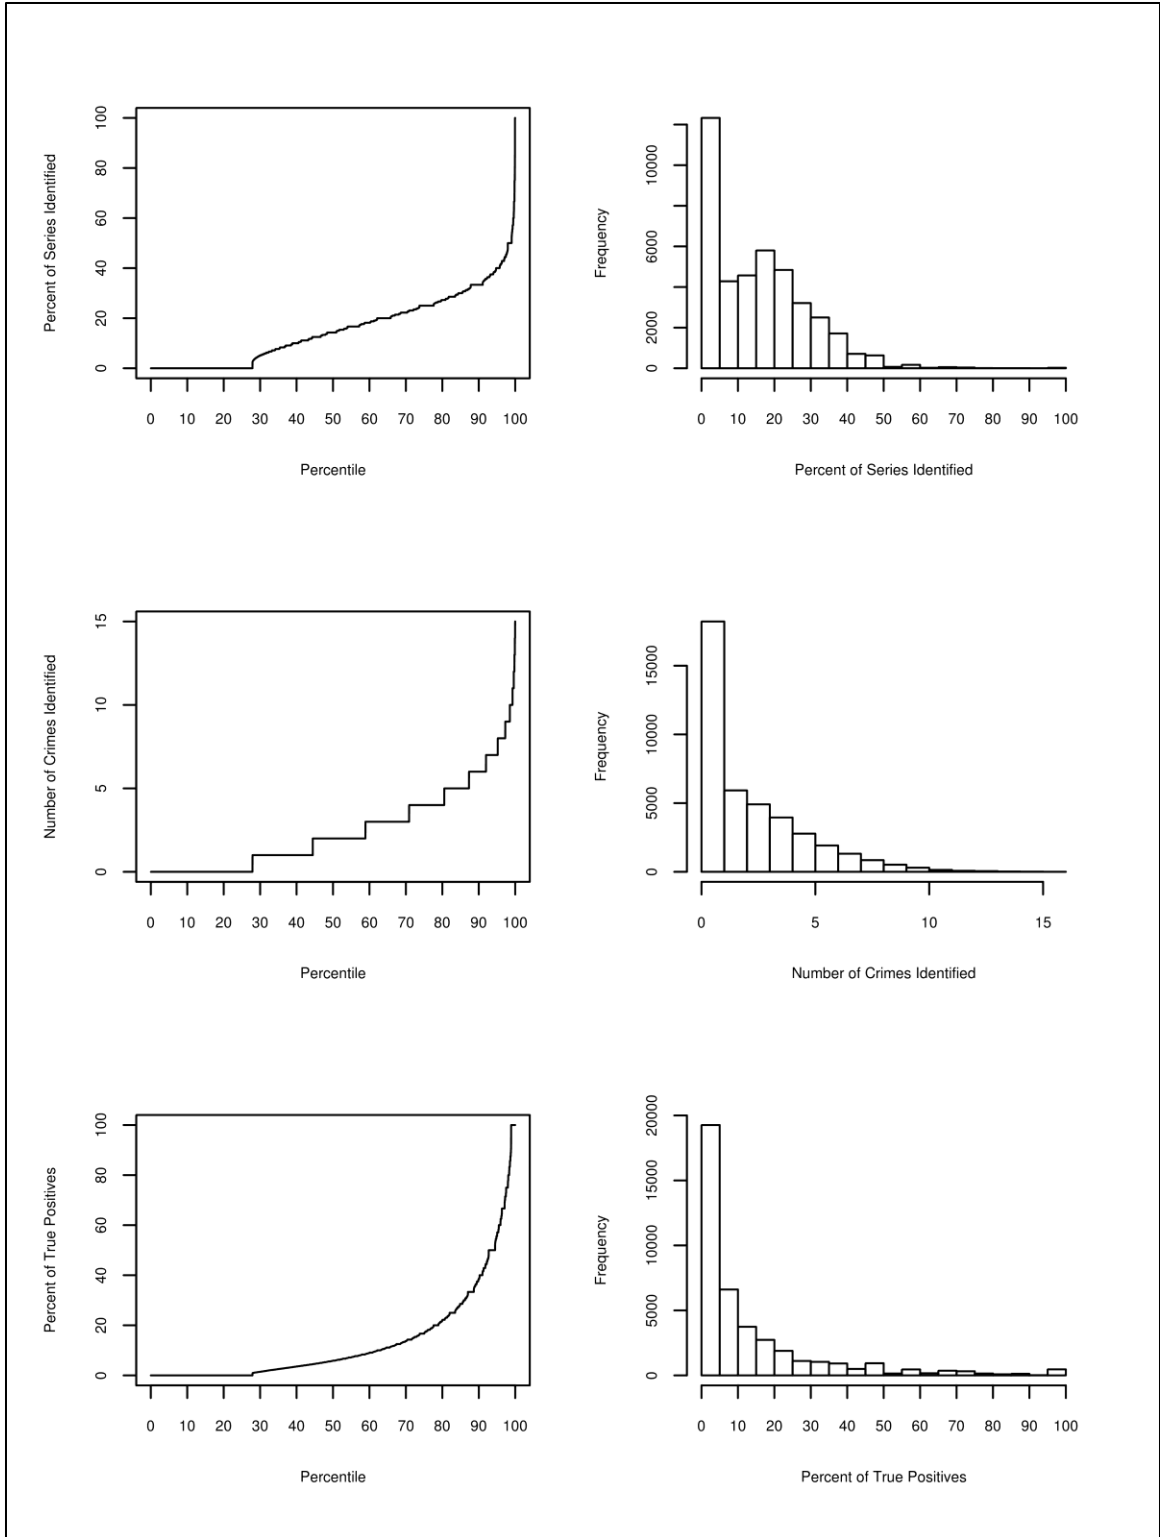 Percent of Series Identified
100
80
60
40
20
0
0 10 20 30 40 50 60 70 80 90 100
Percentile
Frequency
10000
6000
2000
0
0 10 20 30 40 50 60 70 80 90 100
Percent of Series Identified
Number of Crimes Identified
15
10
5
0
0 10 20 30 40 50 60 70 80 90 100
Percentile
Frequency
15000
10000
5000
0
0 5 10 15
Number of Crimes Identified
Percent of True Positives
100
80
60
40
20
0
0 10 20 30 40 50 60 70 80 90 100
Percentile
Frequency
20000
15000
10000
5000
0
0 10 20 30 40 50 60 70 80 90 100
Percent of True Positives